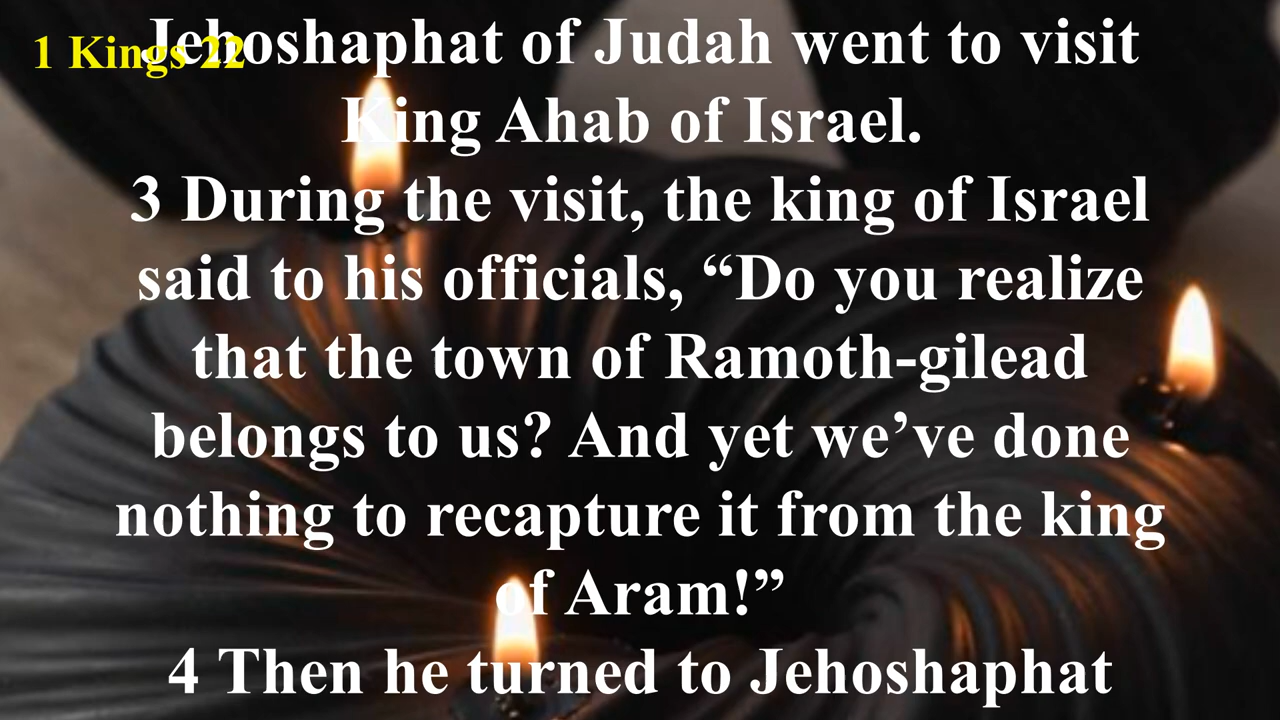 1 Kings 22
Jehoshaphat of Judah went to visit
King Ahab of Israel.
3 During the visit, the king of Israel
said to his officials, “Do you realize
that the town of Ramoth-gilead
belongs to us? And yet we’ve done
nothing to recapture it from the king
of Aram!”
4 Then he turned to Jehoshaphat